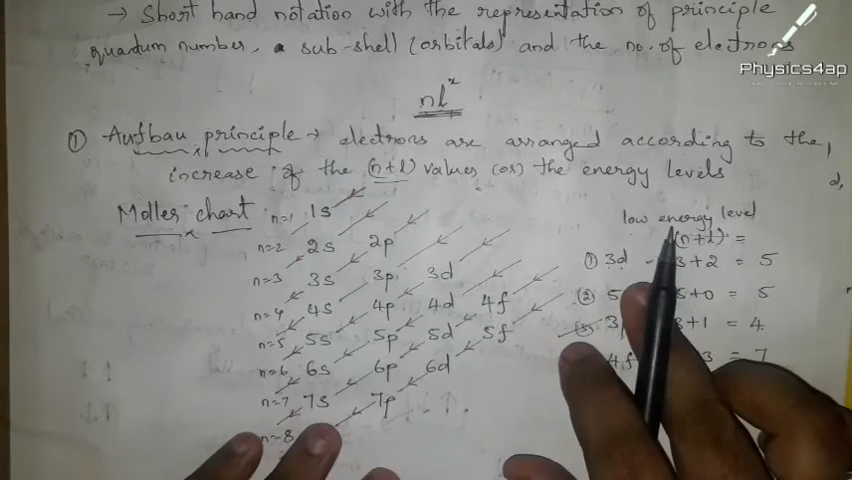 → Short hand notation with the representation of principle
quantum number, sub-shell (orbitals) and the no. of electrons
Physics4ap
nlˣ
① Aufbau principle → electrons are arranged according to the
increase of the (n+l) values (or) the energy levels
d,
Moller chart
n=1 1s
n=2 2s 2p
n=3 3s 3p 3d
n=4 4s 4p 4d 4f
n=5 5s 5p 5d 5f
n=6 6s 6p 6d
n=7 7s 7p
n=8
low energy level
(n+l) =
① 3d - 3+2 = 5
② 5 5+0 = 5
③ 3 3+1 = 4
4f 3 = 7